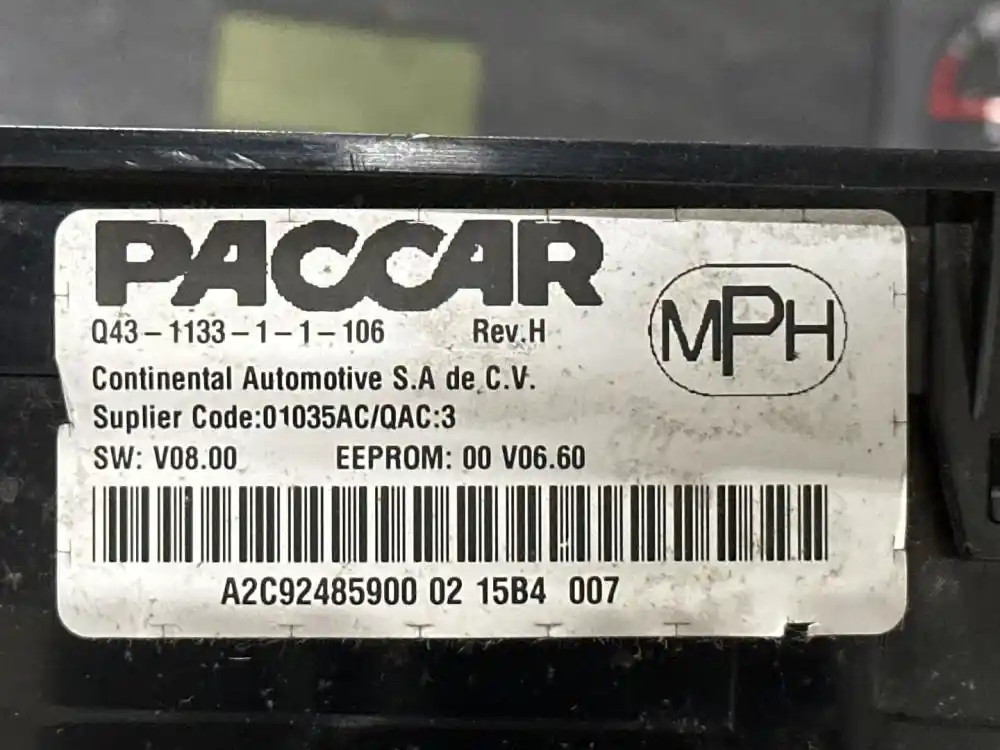 PACCAR
Q43-1133-1-1-106 Rev.H
MPH
Continental Automotive S.A de C.V.
Suplier Code:01035AC/QAC:3
SW: V08.00 EEPROM: 00 V06.60
A2C92485900 02 15B4 007